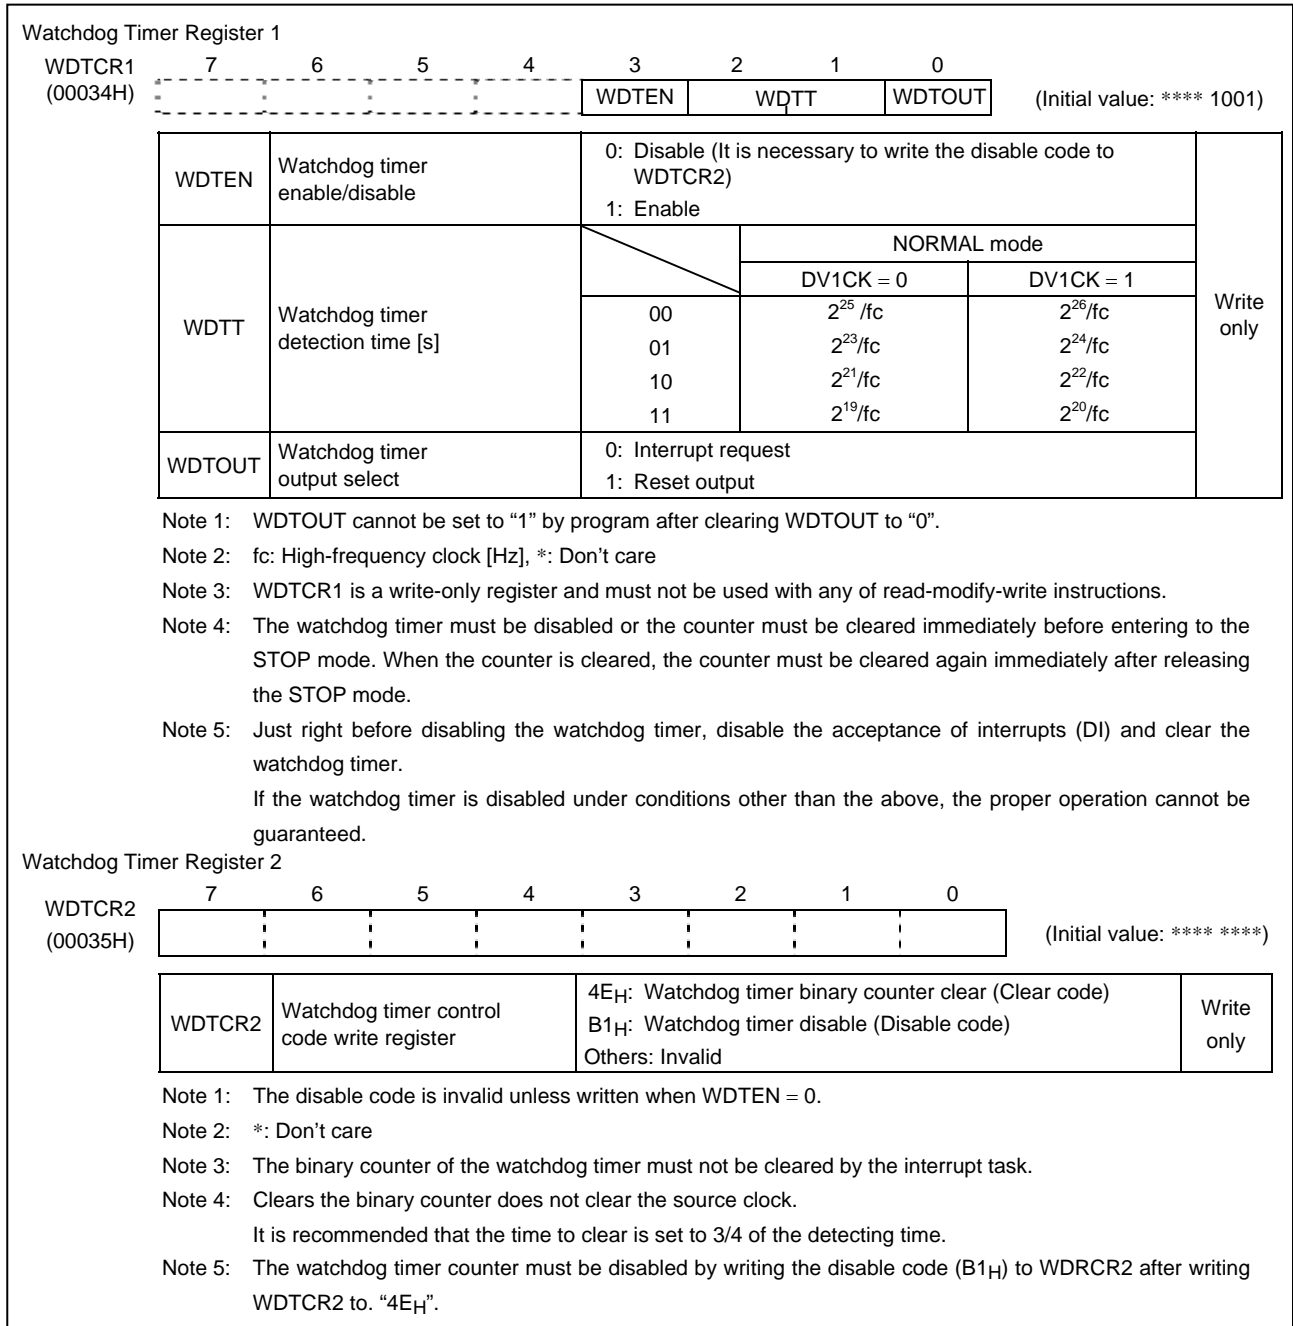 Watchdog Timer Register 1
WDTCR1 7 6 5 4 3 2 1 0
(00034H) WDTEN WDTT WDTOUT (Initial value: **** 1001)
WDTEN Watchdog timer enable/disable 0: Disable (It is necessary to write the disable code to
WDTCR2)
1: Enable
NORMAL mode
DV1CK = 0 DV1CK = 1
WDTT Watchdog timer detection time [s] 00 2^25 /fc 2^26/fc Write only
01 2^23/fc 2^24/fc
10 2^21/fc 2^22/fc
11 2^19/fc 2^20/fc
WDTOUT Watchdog timer output select 0: Interrupt request
1: Reset output
Note 1: WDTOUT cannot be set to “1” by program after clearing WDTOUT to “0”.
Note 2: fc: High-frequency clock [Hz], *: Don’t care
Note 3: WDTCR1 is a write-only register and must not be used with any of read-modify-write instructions.
Note 4: The watchdog timer must be disabled or the counter must be cleared immediately before entering to the
STOP mode. When the counter is cleared, the counter must be cleared again immediately after releasing
the STOP mode.
Note 5: Just right before disabling the watchdog timer, disable the acceptance of interrupts (DI) and clear the
watchdog timer.
If the watchdog timer is disabled under conditions other than the above, the proper operation cannot be
guaranteed.
Watchdog Timer Register 2
WDTCR2 7 6 5 4 3 2 1 0
(00035H) (Initial value: **** ****)
WDTCR2 Watchdog timer control code write register 4EH: Watchdog timer binary counter clear (Clear code) Write only
B1H: Watchdog timer disable (Disable code)
Others: Invalid
Note 1: The disable code is invalid unless written when WDTEN = 0.
Note 2: *: Don’t care
Note 3: The binary counter of the watchdog timer must not be cleared by the interrupt task.
Note 4: Clears the binary counter does not clear the source clock.
It is recommended that the time to clear is set to 3/4 of the detecting time.
Note 5: The watchdog timer counter must be disabled by writing the disable code (B1H) to WDRCR2 after writing
WDTCR2 to. “4EH”.